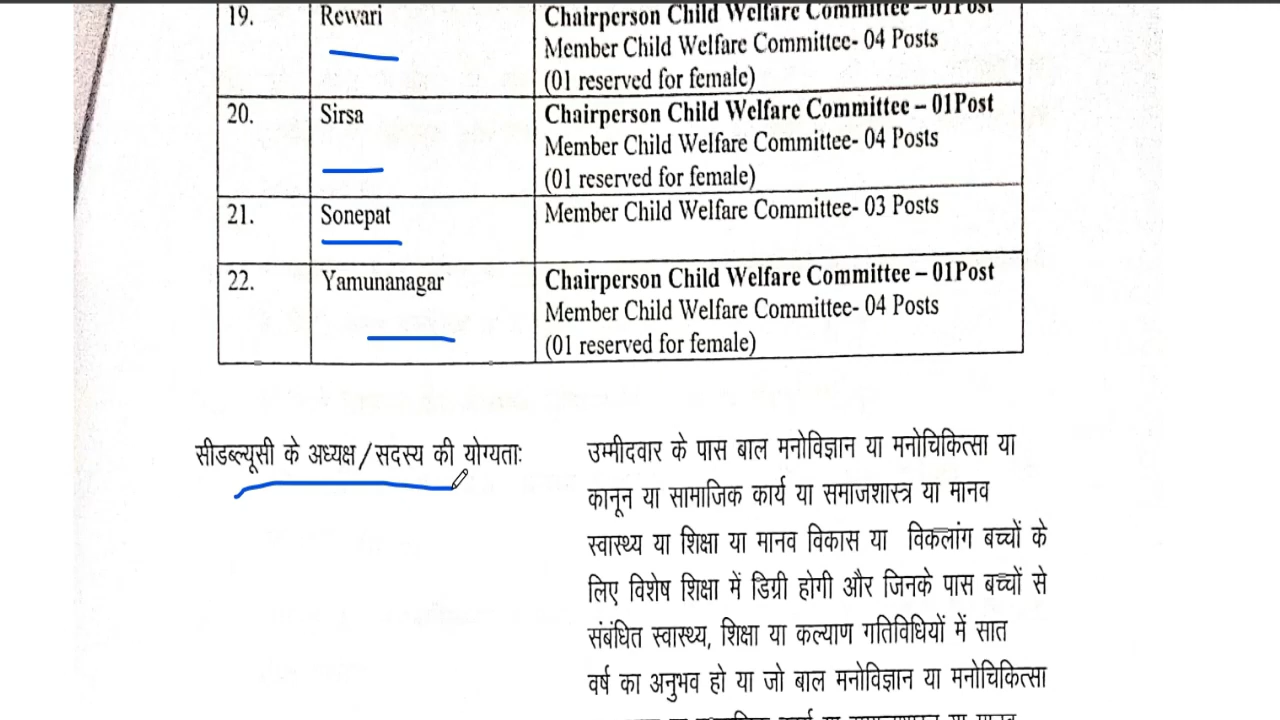 19. Rewari Chairperson Child Welfare Committee – 01Post
Member Child Welfare Committee- 04 Posts
(01 reserved for female)
20. Sirsa Chairperson Child Welfare Committee – 01Post
Member Child Welfare Committee- 04 Posts
(01 reserved for female)
21. Sonepat Member Child Welfare Committee- 03 Posts
22. Yamunanagar Chairperson Child Welfare Committee – 01Post
Member Child Welfare Committee- 04 Posts
(01 reserved for female)
सीडब्ल्यूसी के अध्यक्ष/सदस्य की योग्यताः उम्मीदवार के पास बाल मनोविज्ञान या मनोचिकित्सा या
कानून या सामाजिक कार्य या समाजशास्त्र या मानव
स्वास्थ्य या शिक्षा या मानव विकास या विकलांग बच्चों के
लिए विशेष शिक्षा में डिग्री होगी और जिनके पास बच्चों से
संबंधित स्वास्थ्य, शिक्षा या कल्याण गतिविधियों में सात
वर्ष का अनुभव हो या जो बाल मनोविज्ञान या मनोचिकित्सा